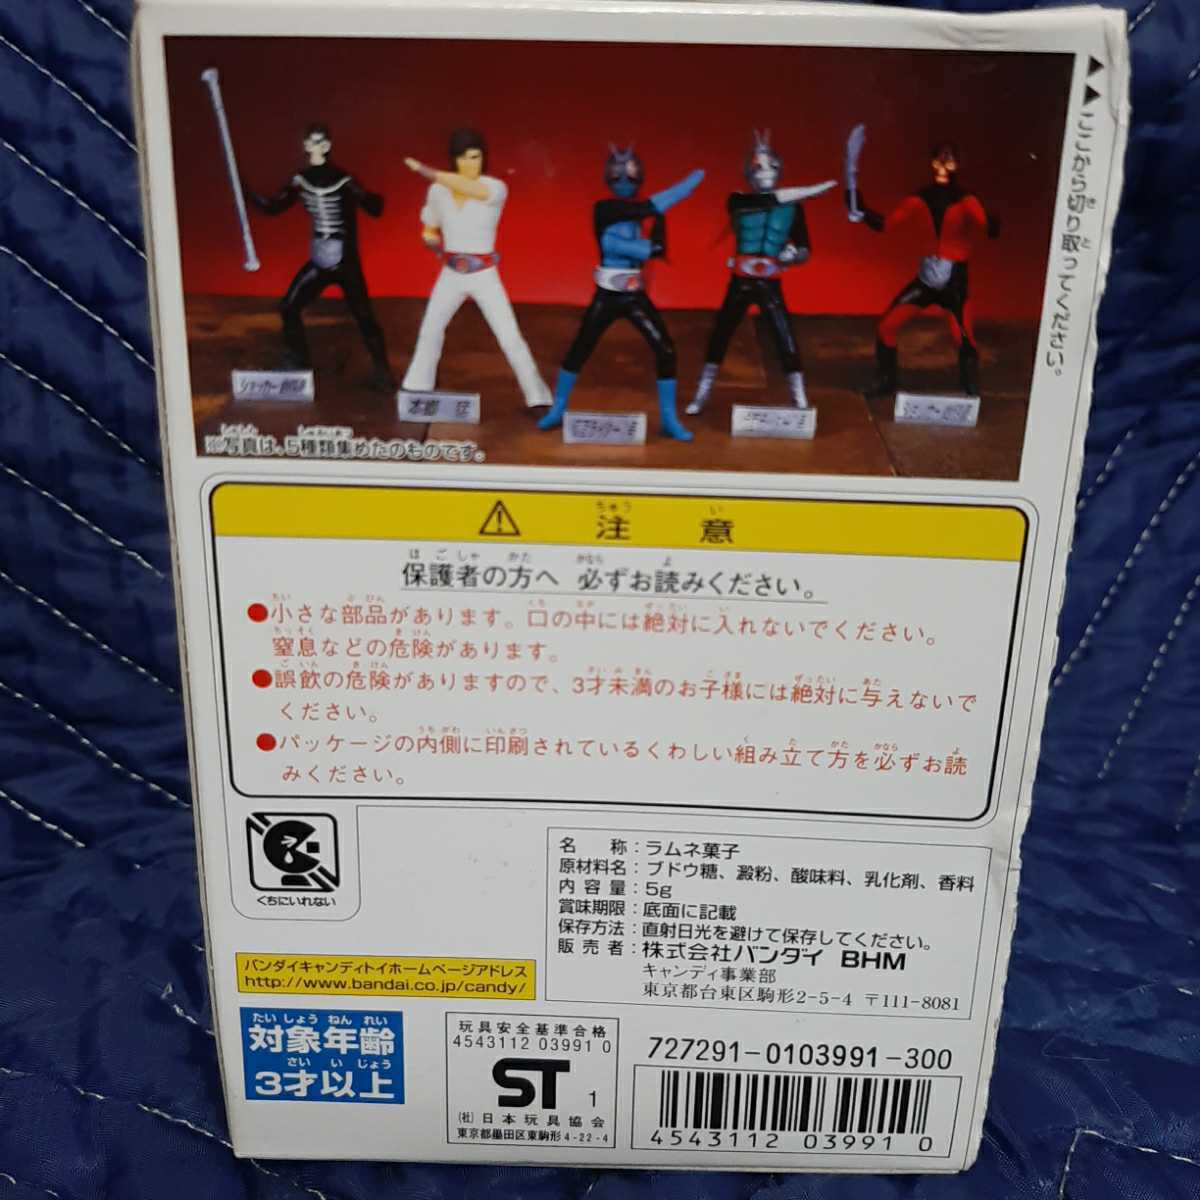 ここから切り取ってください。
本郷 猛
※写真は、5種類集めたのものです。
注意
保護者の方へ 必ずお読みください。
●小さな部品があります。口の中には絶対に入れないでください。
窒息などの危険があります。
●誤飲の危険がありますので、3才未満のお子様には絶対に与えないで
ください。
●パッケージの内側に印刷されているくわしい組み立て方を必ずお読
みください。
くちにいれない
名 称：ラムネ菓子
原材料名：ブドウ糖、澱粉、酸味料、乳化剤、香料
内 容 量：5g
賞味期限：底面に記載
保存方法：直射日光を避けて保存してください。
販 売 者：株式会社バンダイ BHM
キャンディ事業部
東京都台東区駒形2-5-4 〒111-8081
バンダイキャンディトイホームページアドレス
http://www.bandai.co.jp/candy/
対象年齢
3才以上
玩具安全基準合格
4543112 03991 0
ST 1
(社)日本玩具協会
東京都墨田区東駒形4-22-4
727291-0103991-300
4543112 039910